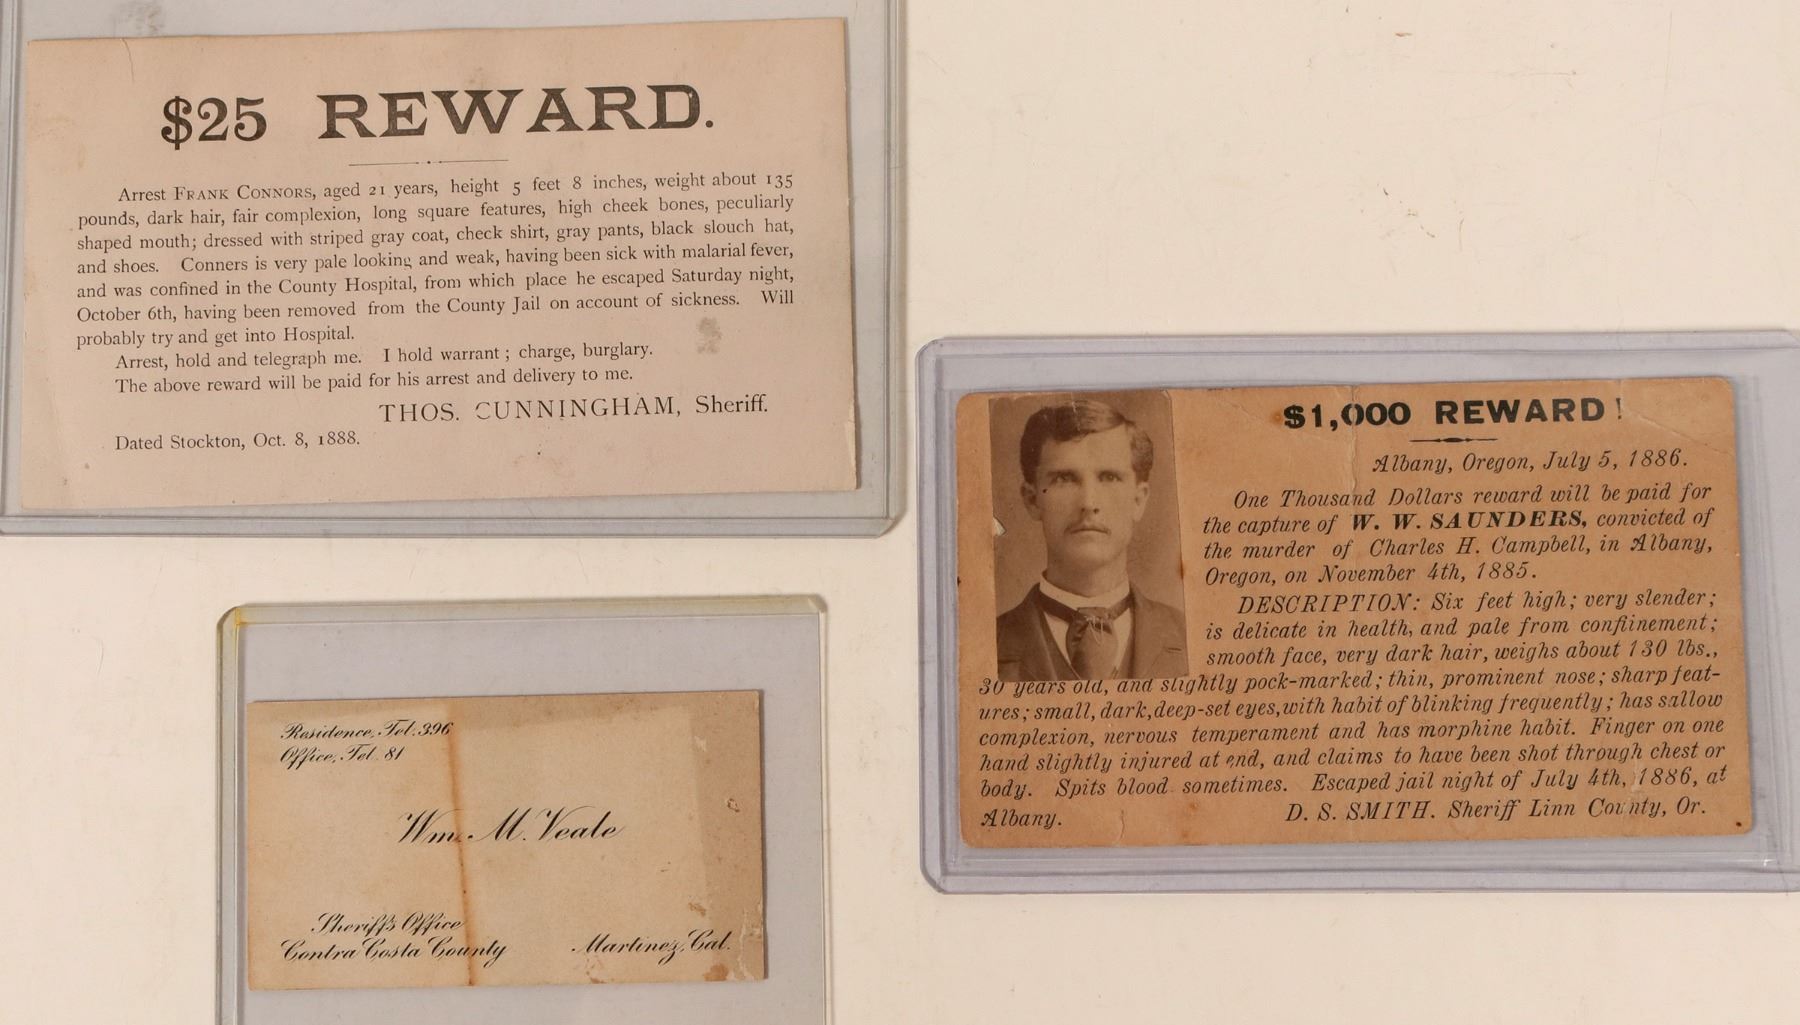 $25 REWARD.
Arrest FRANK CONNORS, aged 21 years, height 5 feet 8 inches, weight about 135
pounds, dark hair, fair complexion, long square features, high cheek bones, peculiarly
shaped mouth; dressed with striped gray coat, check shirt, gray pants, black slouch hat,
and shoes. Conners is very pale looking and weak, having been sick with malarial fever,
and was confined in the County Hospital, from which place he escaped Saturday night,
October 6th, having been removed from the County Jail on account of sickness. Will
probably try and get into Hospital.
Arrest, hold and telegraph me. I hold warrant; charge, burglary.
The above reward will be paid for his arrest and delivery to me.
THOS. CUNNINGHAM, Sheriff.
Dated Stockton, Oct. 8, 1888.
$1,000 REWARD!
Albany, Oregon, July 5, 1886.
One Thousand Dollars reward will be paid for
the capture of W. W. SAUNDERS, convicted of
the murder of Charles H. Campbell, in Albany,
Oregon, on November 4th, 1885.
DESCRIPTION: Six feet high; very slender;
is delicate in health, and pale from confiinement;
smooth face, very dark hair, weighs about 130 lbs.,
30 years old, and slightly pock-marked; thin, prominent nose; sharp feat-
ures; small, dark, deep-set eyes, with habit of blinking frequently; has sallow
complexion, nervous temperament and has morphine habit. Finger on one
hand slightly injured at end, and claims to have been shot through chest or
body. Spits blood sometimes. Escaped jail night of July 4th, 1886, at
Albany. D. S. SMITH. Sheriff Linn County, Or.
Residence, Tel. 396
Office, Tel. 81
Wm. M. Veale
Sheriff's Office
Contra Costa County Martinez, Cal.